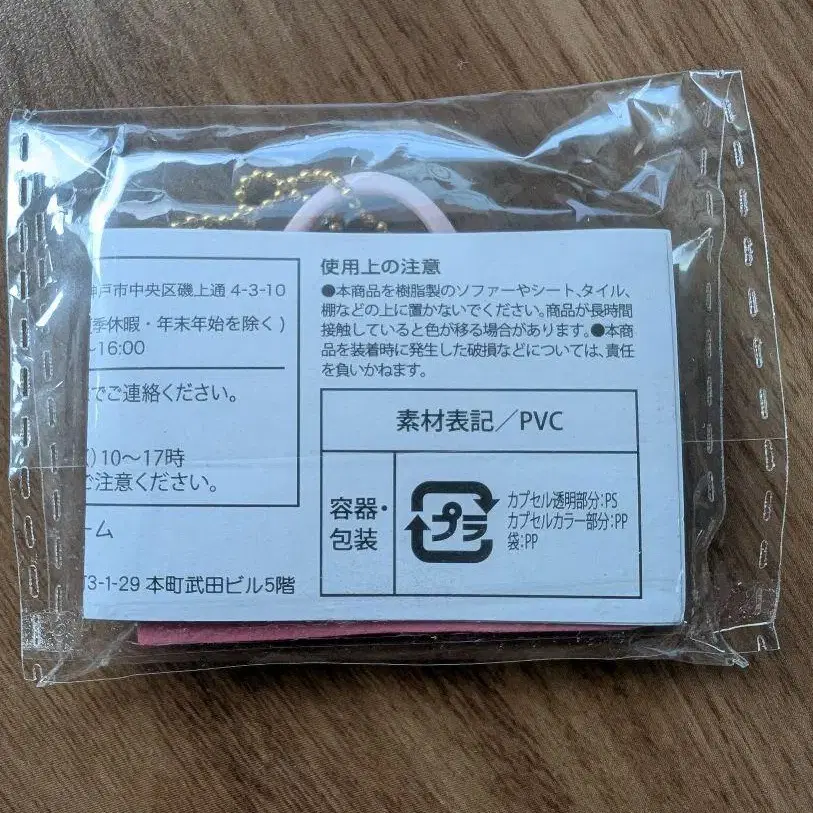 神戸市中央区磯上通 4-3-10
季休暇・年末年始を除く)
~16:00
でご連絡ください。
)10~17時
ご注意ください。
ーム
3-1-29 本町武田ビル5階
使用上の注意
●本商品を樹脂製のソファーやシート、タイル、
棚などの上に置かないでください。商品が長時間
接触していると色が移る場合があります。●本商
品を装着時に発生した破損などについては、責任
を負いかねます。
素材表記/PVC
容器・
包装
プラ
カプセル透明部分:PS
カプセルカラー部分:PP
袋:PP